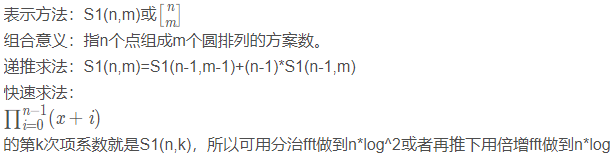 表示方法：S1(n,m)或[n m]
组合意义：指n个点组成m个圆排列的方案数。
递推求法：S1(n,m)=S1(n-1,m-1)+(n-1)*S1(n-1,m)
快速求法：
∏_{i=0}^{n−1}(x + i)
的第k次项系数就是S1(n,k)，所以可用分治fft做到n*log^2或者再推下用倍增fft做到n*log